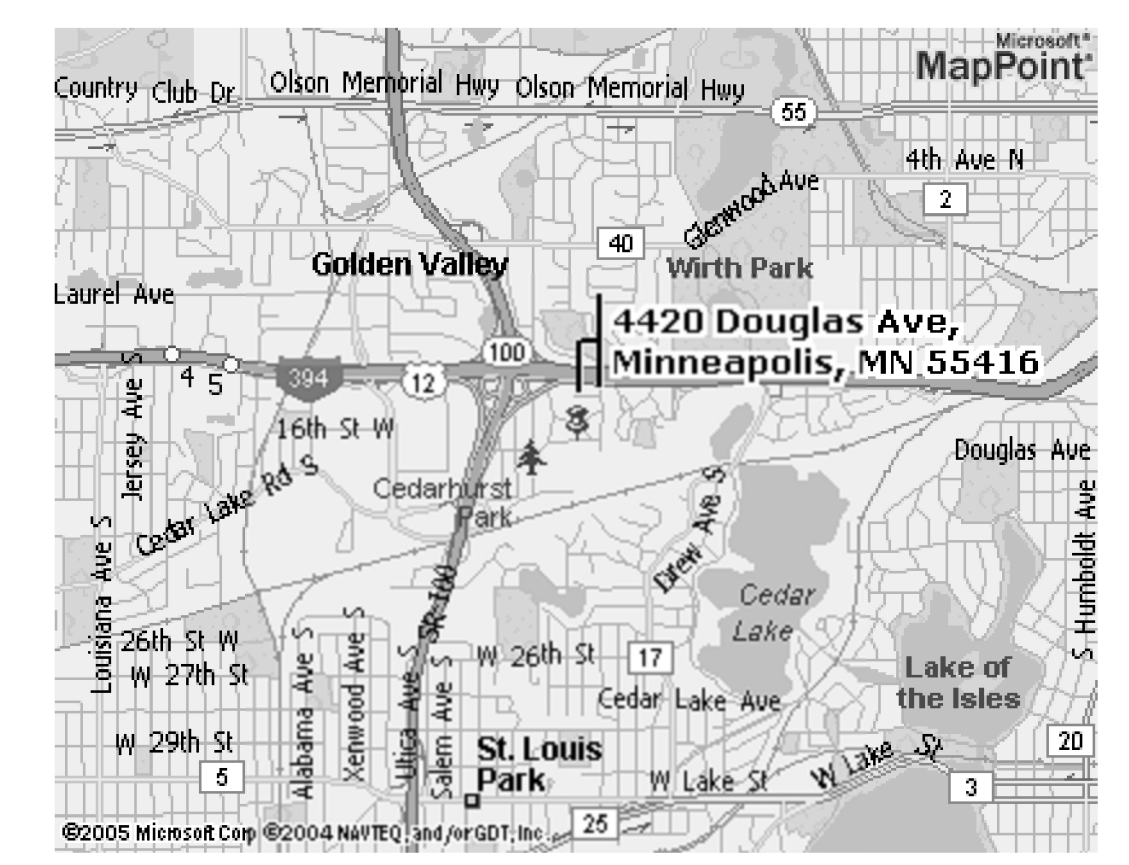 Microsoft®
MapPoint®
Country Club Dr
Olson Memorial Hwy
Olson Memorial Hwy
55
4th Ave N
Glenwood Ave
2
40
Golden Valley
Wirth Park
Laurel Ave
4420 Douglas Ave,
Minneapolis, MN 55416
100
4
5
394
12
Jersey Ave S
16th St W
Douglas Ave
Cedar Lake Rd S
Cedarhurst
Park
Drew Ave S
S Humboldt Ave
Louisiana Ave S
SR-100
Cedar
Lake
26th St W
W 27th St
Alabama Ave S
Xenwood Ave S
Utica Ave S
Salem Ave S
W 26th St
17
Lake of
the Isles
Cedar Lake Ave
W 29th St
5
St. Louis
Park
W Lake St
W Lake St
20
3
25
©2005 Microsoft Corp ©2004 NAVTEQ, and/or GDT, Inc.